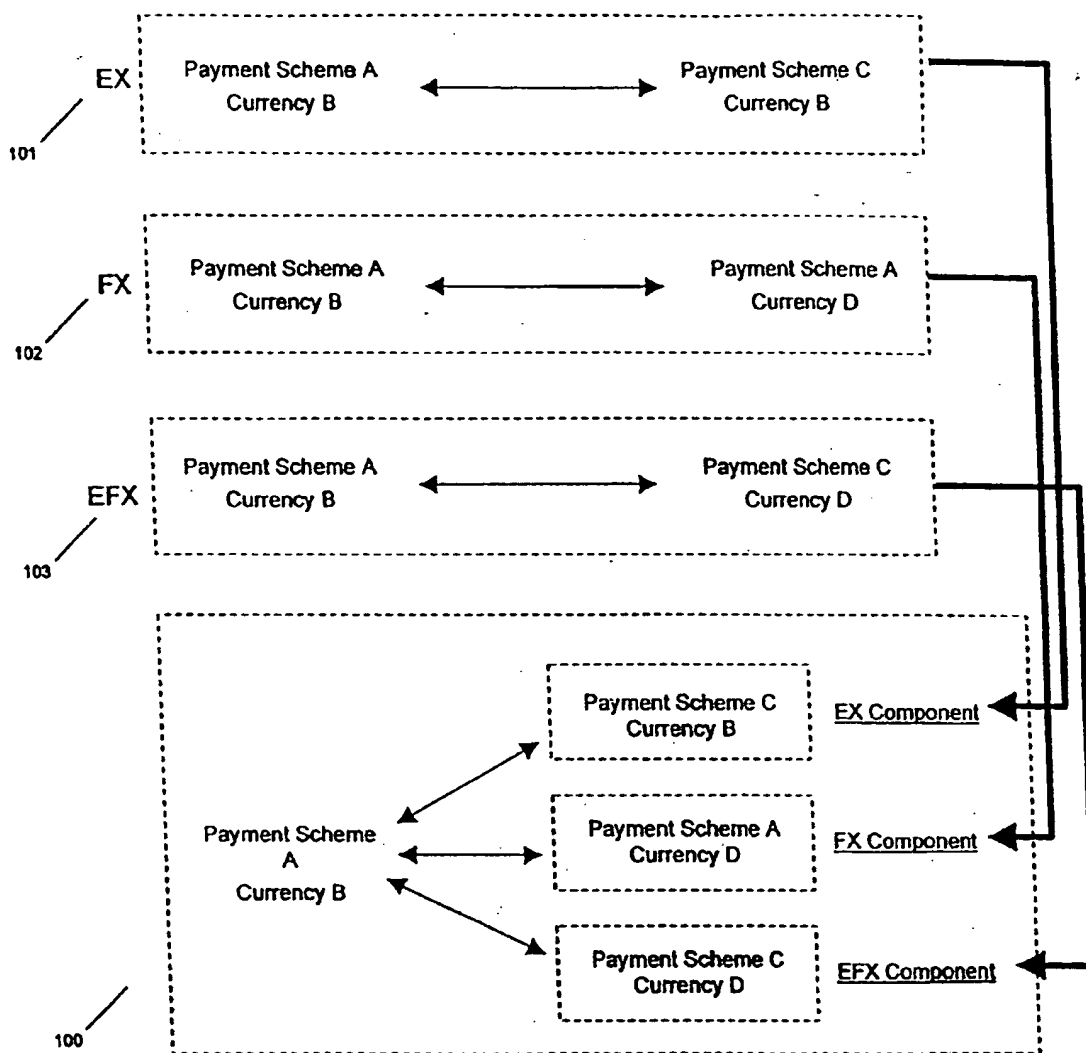 EX
Payment Scheme A
Currency B
Payment Scheme C
Currency B
101
FX
Payment Scheme A
Currency B
Payment Scheme A
Currency D
102
EFX
Payment Scheme A
Currency B
Payment Scheme C
Currency D
103
Payment Scheme C
Currency B
EX Component
Payment Scheme
A
Currency B
Payment Scheme A
Currency D
FX Component
Payment Scheme C
Currency D
EFX Component
100